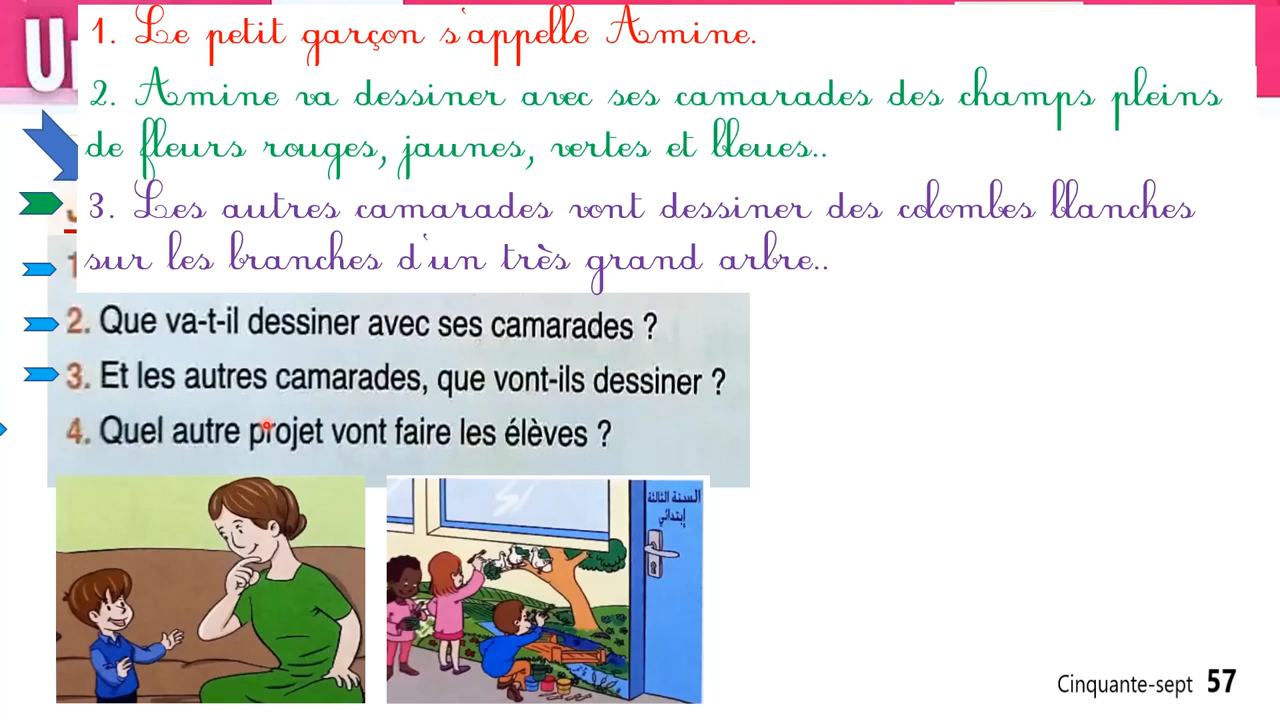 1. Le petit garçon s'appelle Amine.
2. Amine va dessiner avec ses camarades des champs pleins
de fleurs rouges, jaunes, vertes et bleues..
3. Les autres camarades vont dessiner des colombes blanches
sur les branches d'un très grand arbre..
2. Que va-t-il dessiner avec ses camarades ?
3. Et les autres camarades, que vont-ils dessiner ?
4. Quel autre projet vont faire les élèves ?
السنة الثالثة
إبتدائي
Cinquante-sept 57